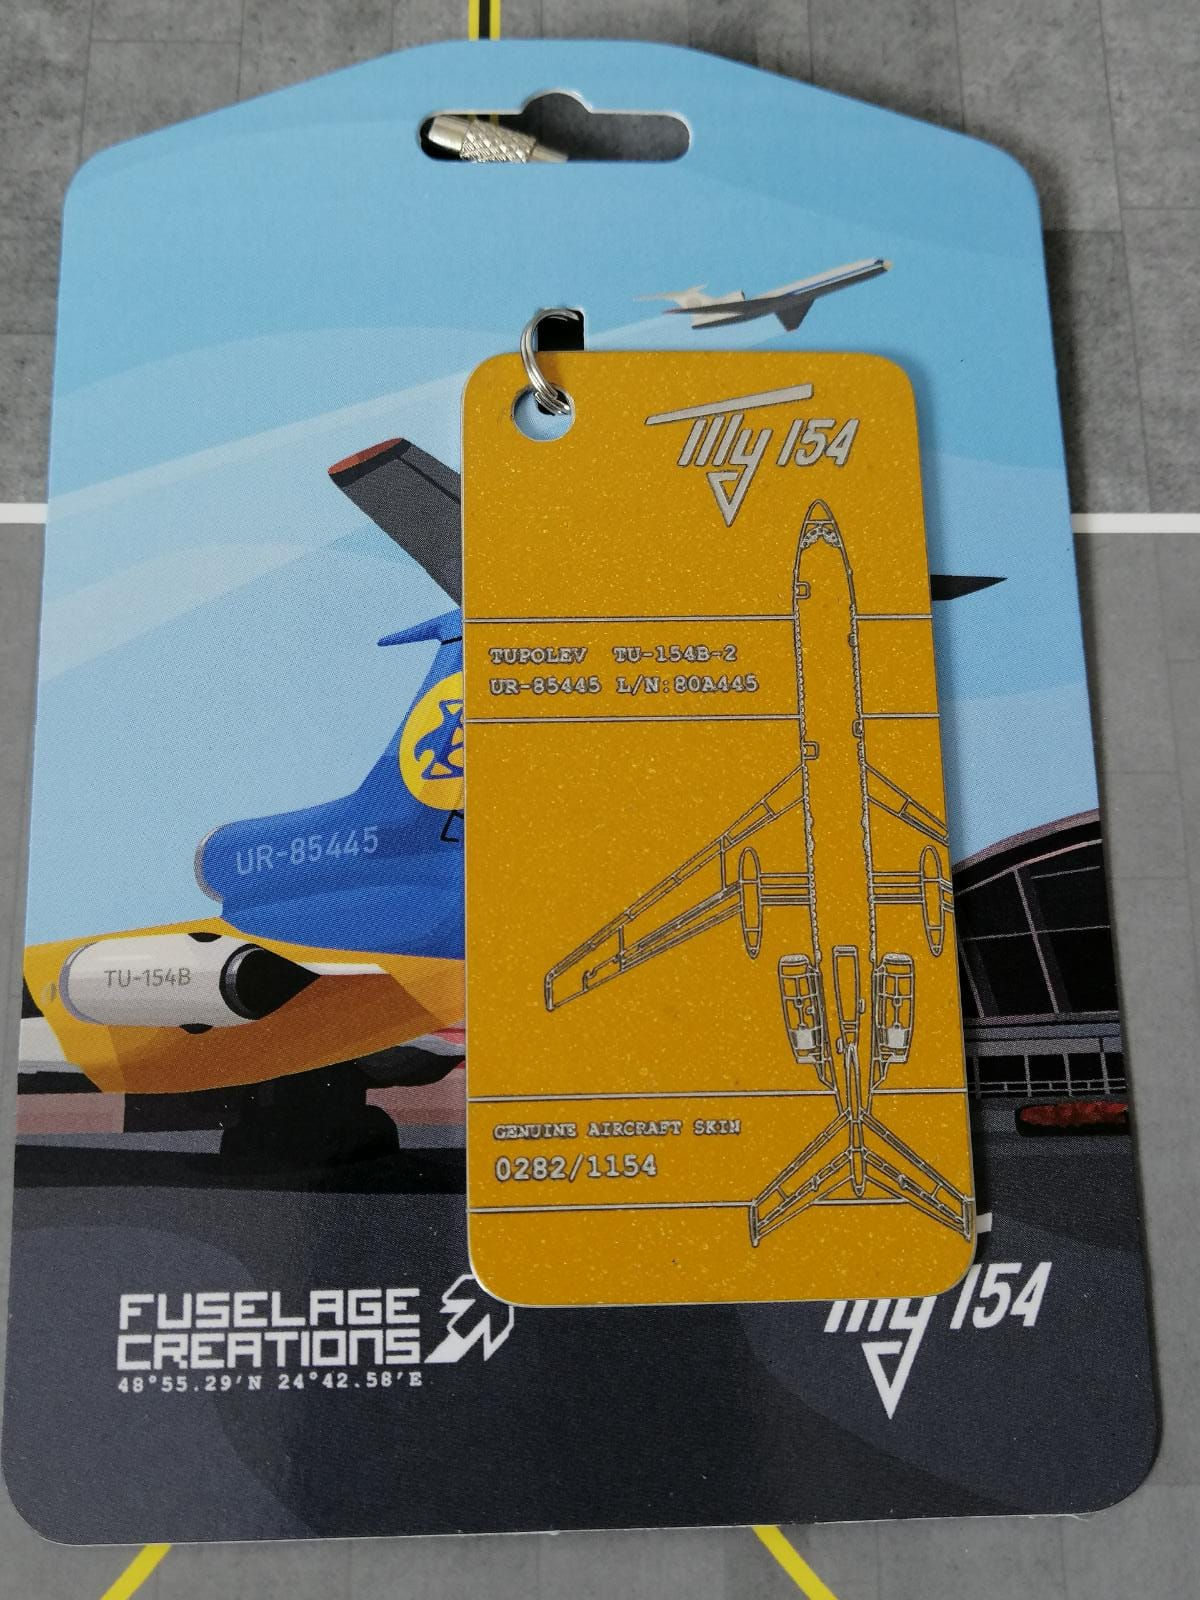 Ту 154
TUPOLEV TU-154B-2
UR-85445 L/N:80A445
UR-85445
TU-154B
GENUINE AIRCRAFT SKIN
0282/1154
FUSELAGE
CREATIONS
48°55.29'N 24°42.58'E
Ту 154